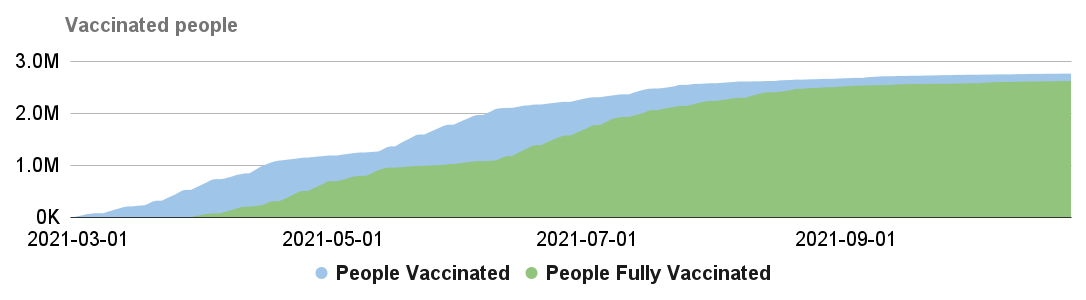 Vaccinated people
3.0M
2.0M
1.0M
0K
2021-03-01 2021-05-01 2021-07-01 2021-09-01
People Vaccinated People Fully Vaccinated